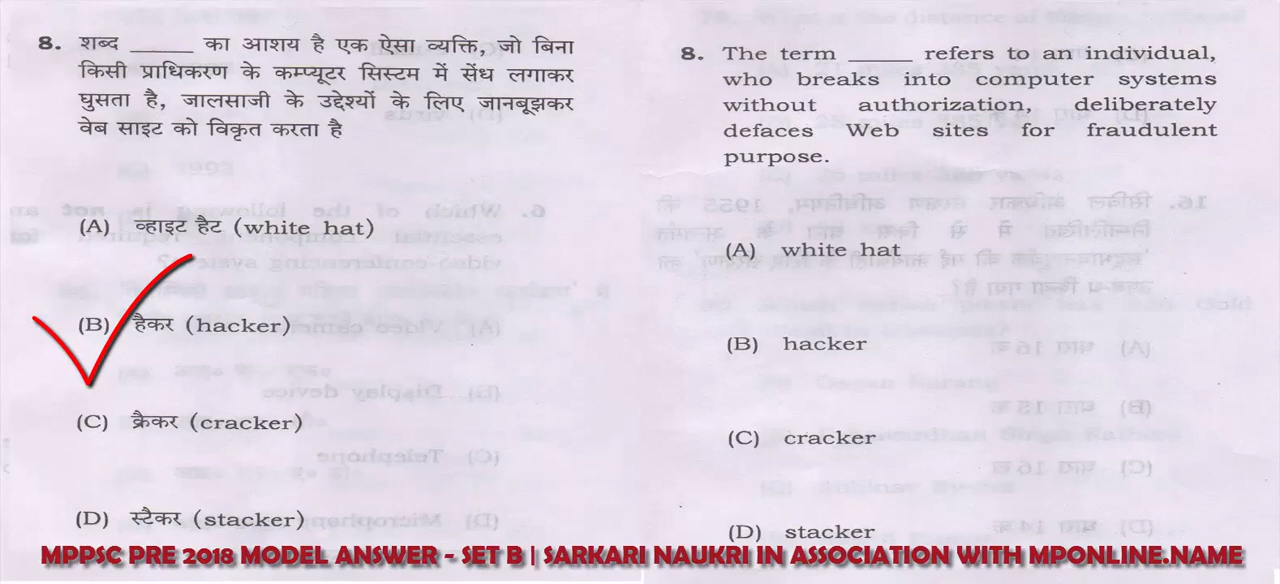 8. शब्द _____ का आशय है एक ऐसा व्यक्ति, जो बिना
किसी प्राधिकरण के कम्प्यूटर सिस्टम में सेंध लगाकर
घुसता है, जालसाजी के उद्देश्यों के लिए जानबूझकर
वेब साइट को विकृत करता है
(A) व्हाइट हैट (white hat)
(B) हैकर (hacker)
(C) क्रैकर (cracker)
(D) स्टैकर (stacker)
8. The term _____ refers to an individual,
who breaks into computer systems
without authorization, deliberately
defaces Web sites for fraudulent
purpose.
(A) white hat
(B) hacker
(C) cracker
(D) stacker
MPPSC PRE 2018 MODEL ANSWER - SET B | SARKARI NAUKRI IN ASSOCIATION WITH MPONLINE.NAME